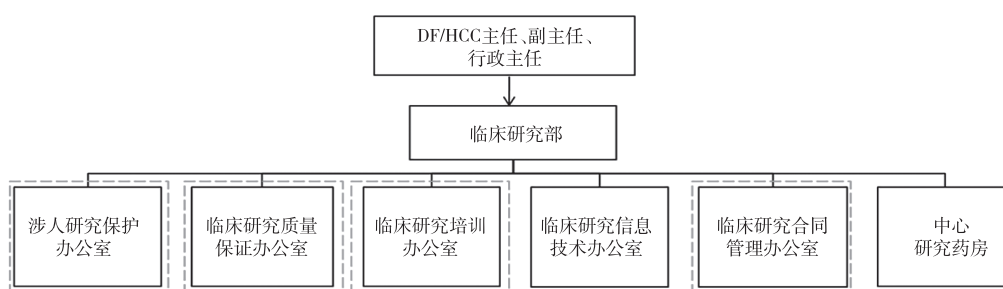 DF/HCC主任、副主任、
行政主任
临床研究部
涉人研究保护
办公室
临床研究质量
保证办公室
临床研究培训
办公室
临床研究信息
技术办公室
临床研究合同
管理办公室
中心
研究药房